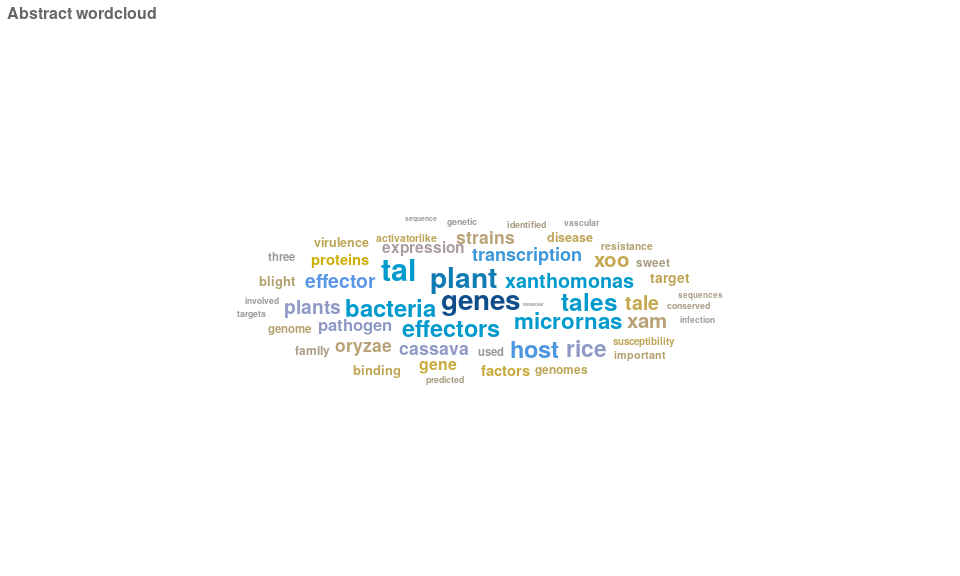 Abstract wordcloud
sequence
genetic
identified
vascular
virulence
activatorlike
strains
disease
three
expression
resistance
proteins
transcription
xoo
sweet
tal
blight
effector
plant
xanthomonas
target
involved
genes
tales
tale
sequences
targets
plants
bacteria
conserved
genome
pathogen
effectors
micrornas
xam
infection
family
oryzae
cassava
used
host
rice
susceptibility
important
binding
gene
factors
genomes
predicted